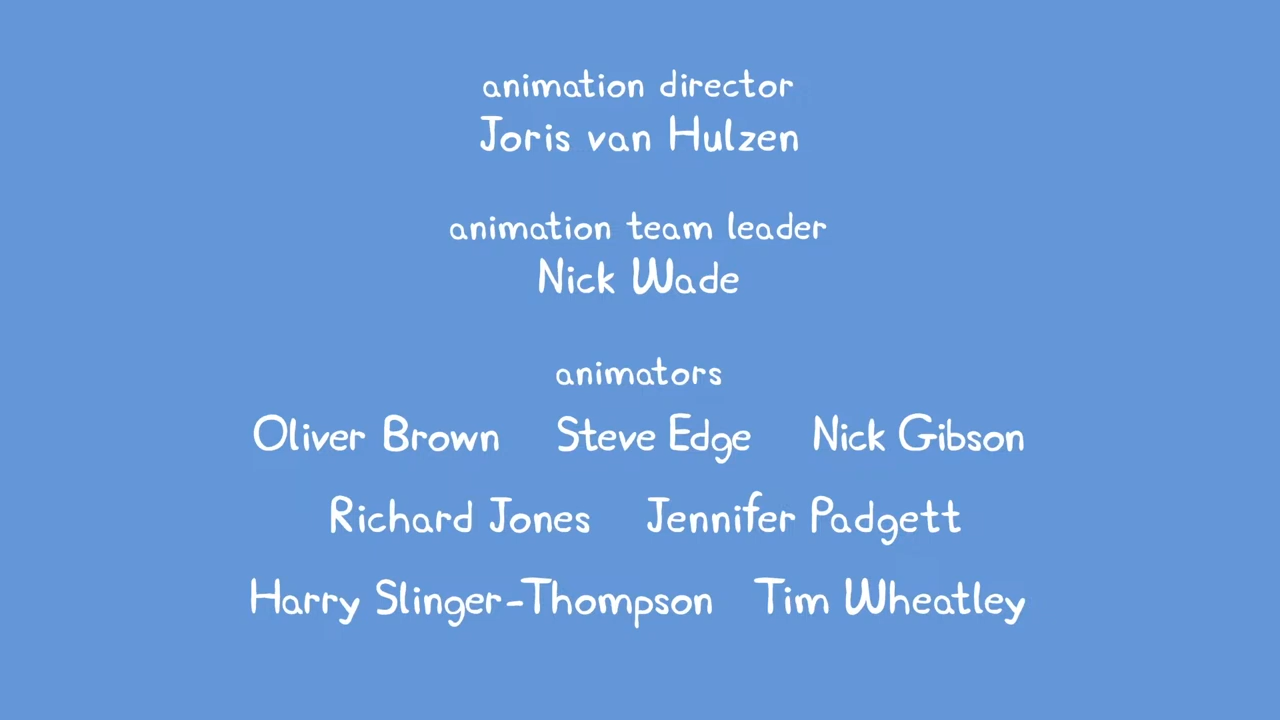 animation director
Joris van Hulzen
animation team leader
Nick Wade
animators
Oliver Brown Steve Edge Nick Gibson
Richard Jones Jennifer Padgett
Harry Slinger-Thompson Tim Wheatley